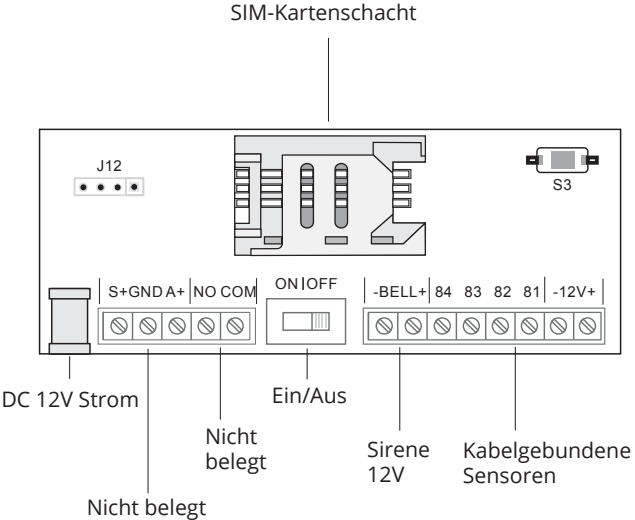 SIM-Kartenschacht
J12
S3
S+GND A+ NO COM
ON OFF
-BELL+ 84 83 82 81 -12V+
DC 12V Strom
Ein/Aus
Nicht
belegt
Sirene
12V
Kabelgebundene
Sensoren
Nicht belegt